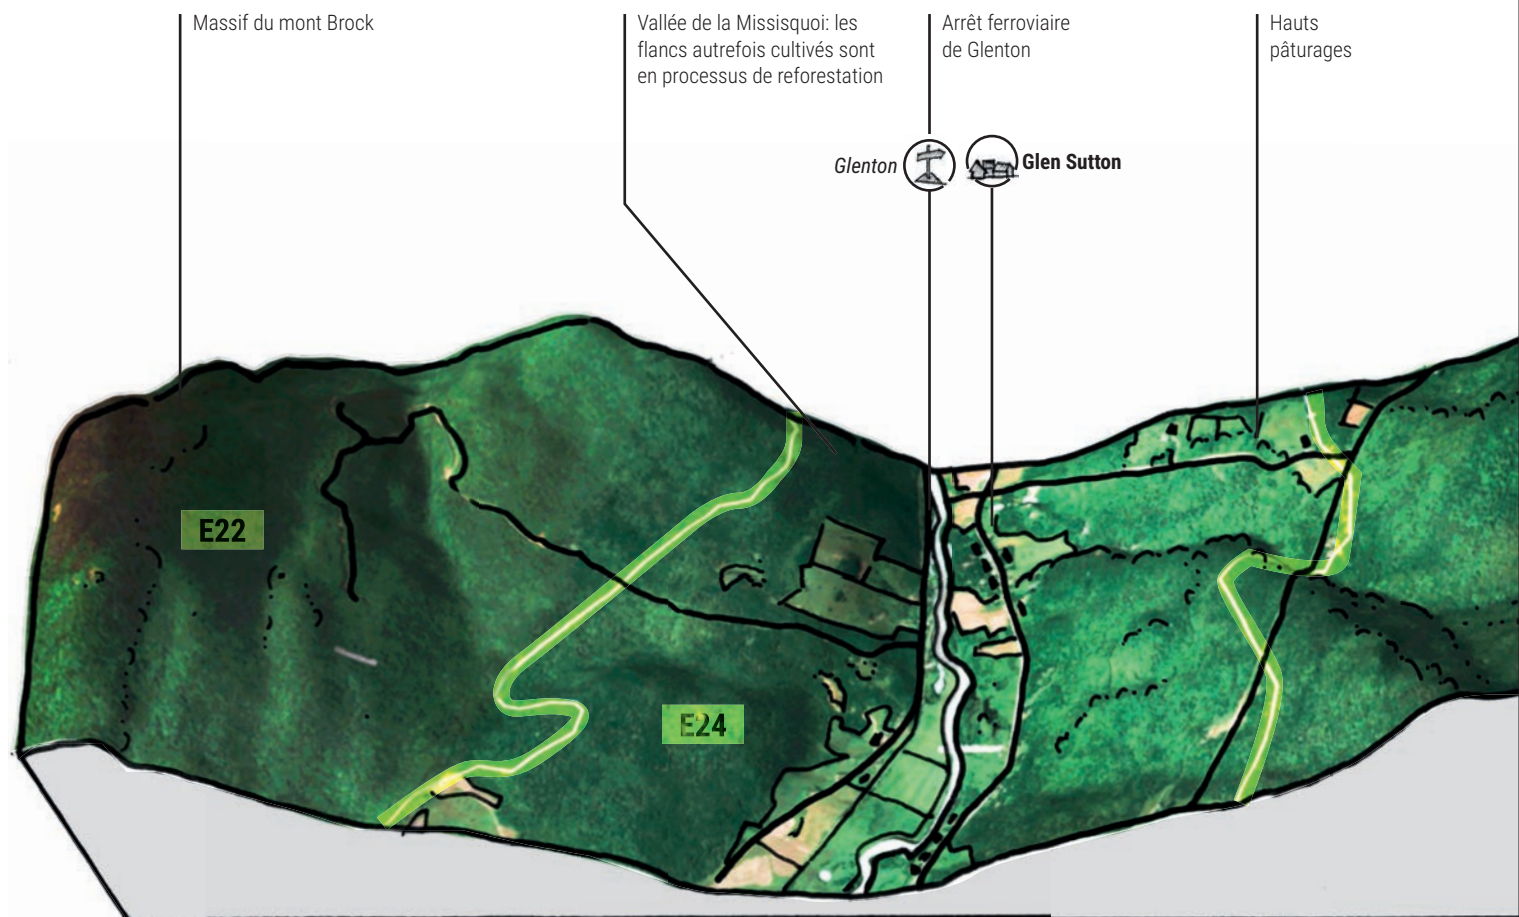 Massif du mont Brock
Vallée de la Missisquoi: les
flancs autrefois cultivés sont
en processus de reforestation
Arrêt ferroviaire
de Glenton
Hauts
pâturages
Glenton
Glen Sutton
E22
E24